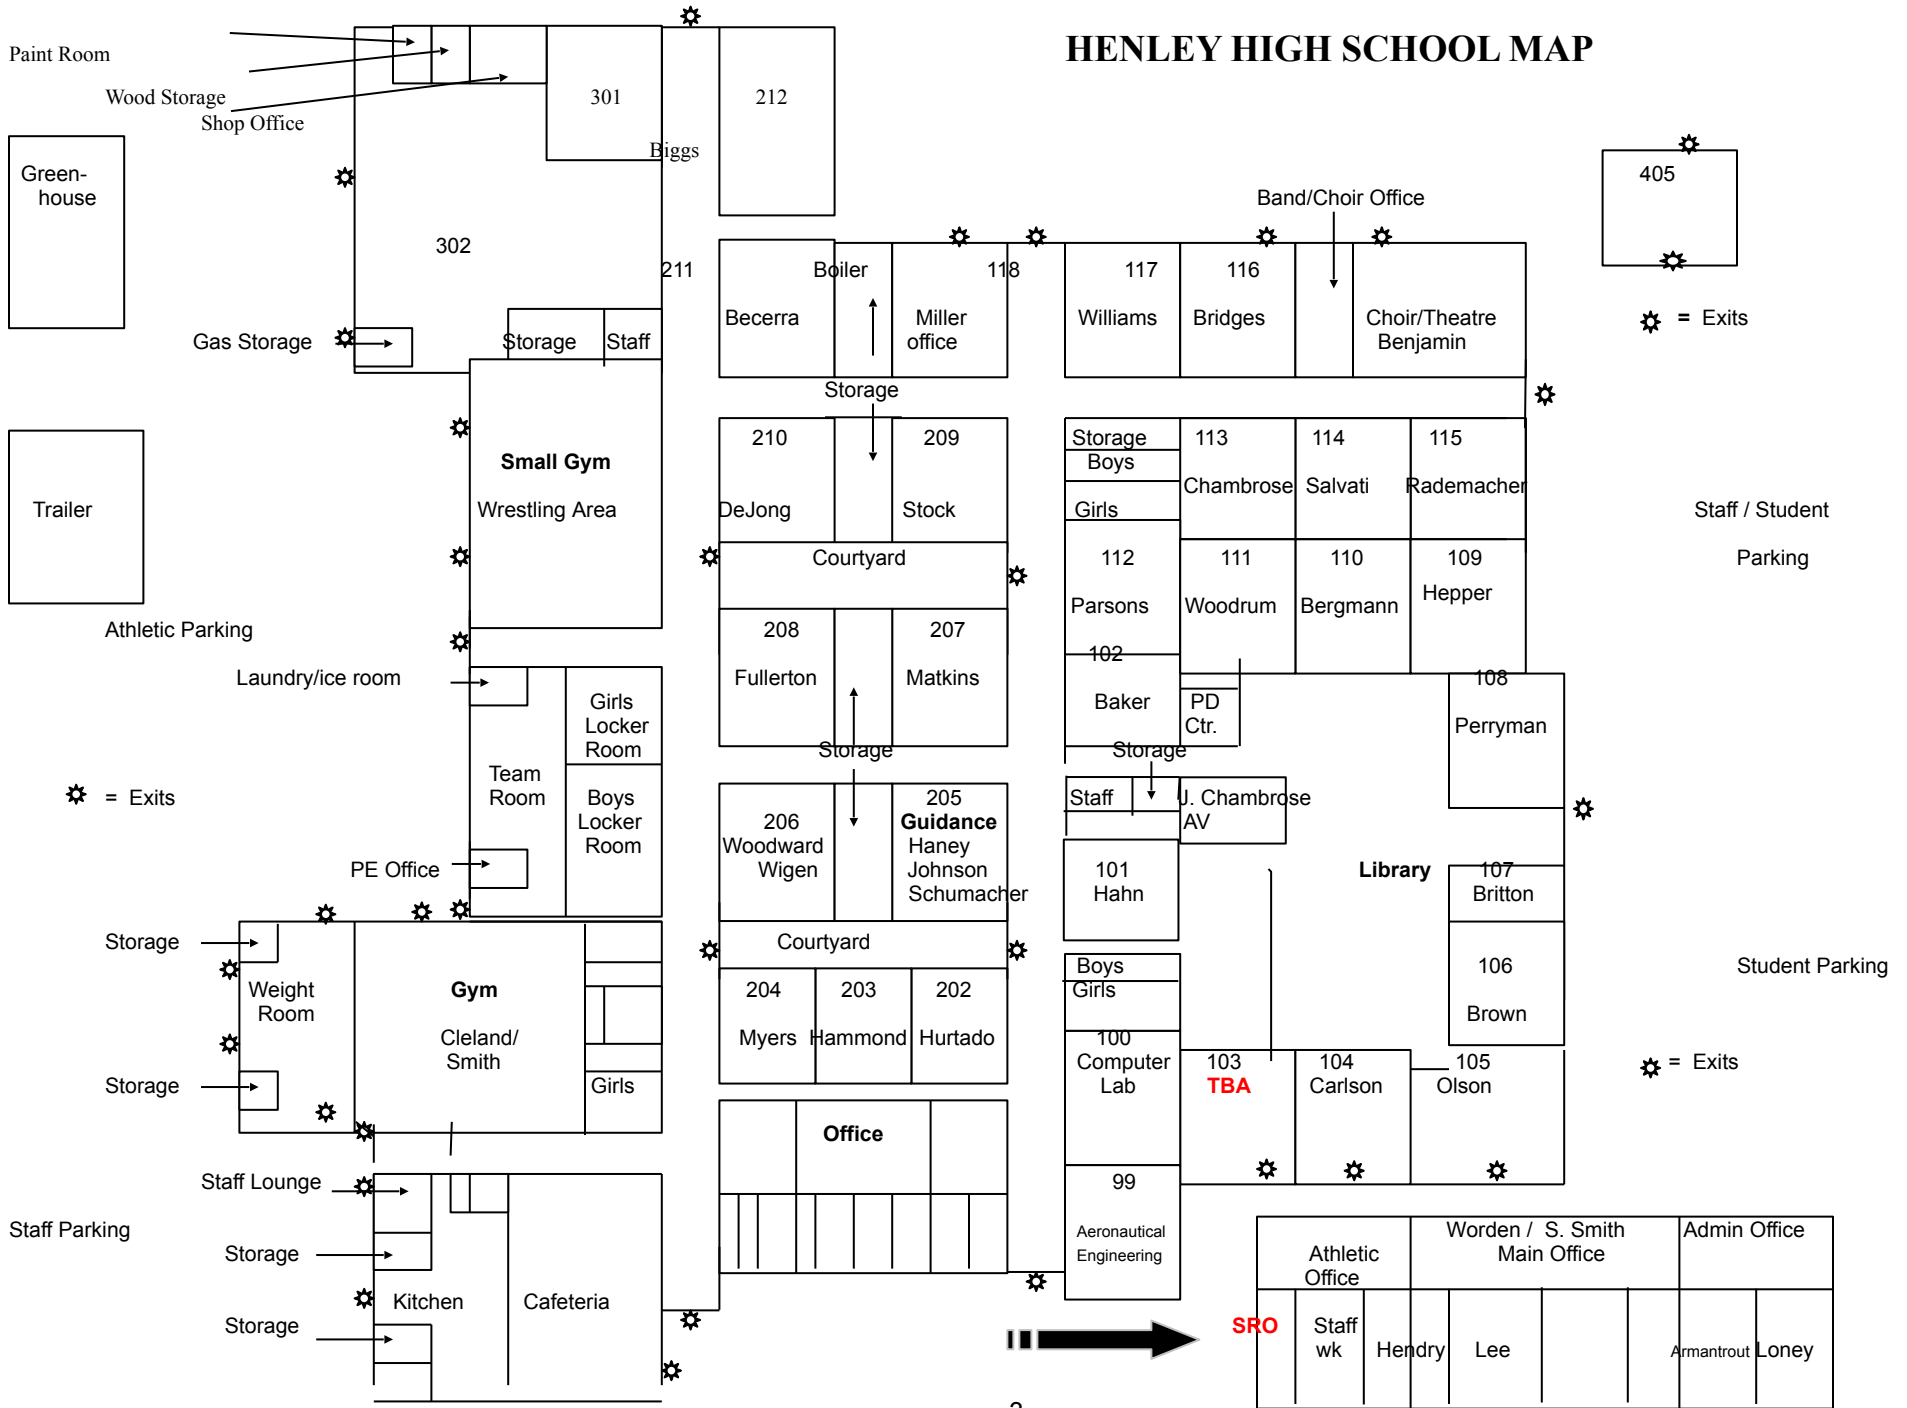 HENLEY HIGH SCHOOL MAP
Paint Room
Wood Storage
Shop Office
301
212
Biggs
Green-
house
405
Band/Choir Office
302
211
Boiler
118
117
116
Becerra
Miller
office
Williams
Bridges
Choir/Theatre
Benjamin
= Exits
Gas Storage
Storage
Staff
Storage
210
209
Storage
Boys
Girls
113
114
115
Small Gym
Wrestling Area
DeJong
Stock
Chambrose
Salvati
Rademacher
Trailer
Staff / Student
Parking
Courtyard
112
111
110
109
Hepper
Parsons
Woodrum
Bergmann
Athletic Parking
208
207
Laundry/ice room
Fullerton
Matkins
102
Baker
PD
Ctr.
108
Perryman
Girls
Locker
Room
Storage
Storage
Team
Room
Boys
Locker
Room
= Exits
206
Woodward
Wigen
205
Guidance
Haney
Johnson
Schumacher
Staff
J. Chambrose
AV
PE Office
101
Hahn
Library
107
Britton
Storage
Courtyard
Boys
Girls
106
Brown
Student Parking
Weight
Room
Gym
Cleland/
Smith
204
203
202
Myers
Hammond
Hurtado
100
Computer
Lab
103
TBA
104
Carlson
105
Olson
= Exits
Storage
Girls
Office
Staff Lounge
99
Aeronautical
Engineering
Staff Parking
Storage
Kitchen
Cafeteria
Storage
Athletic
Office
Worden / S. Smith
Main Office
Admin Office
SRO
Staff
wk
Hendry
Lee
Armantrout
Loney